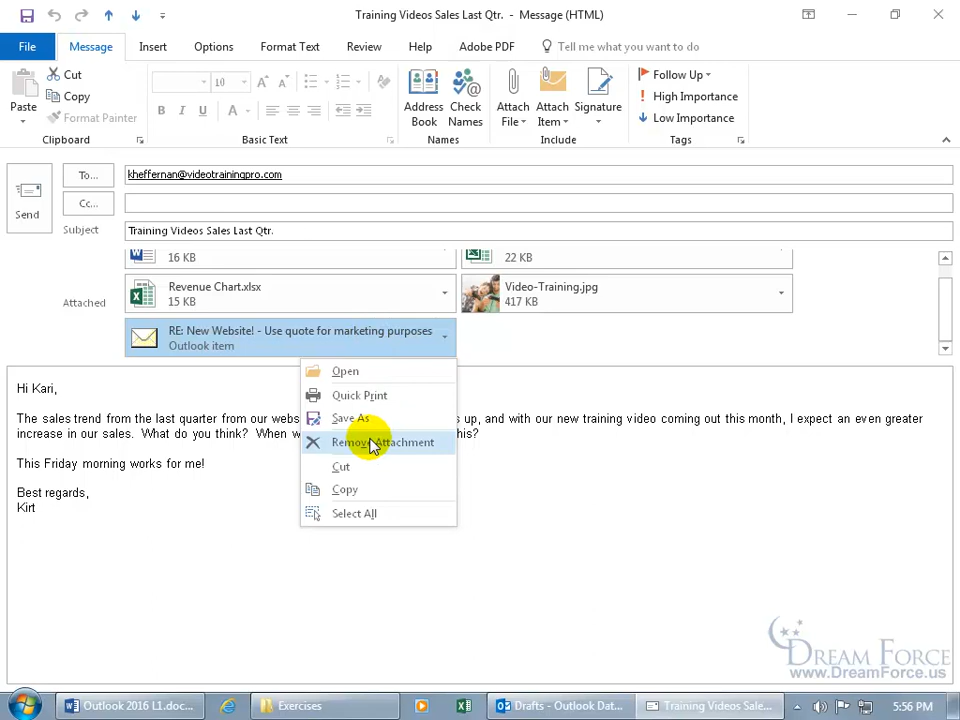 Training Videos Sales Last Qtr. - Message (HTML)
File Message Insert Options Format Text Review Help Adobe PDF Tell me what you want to do
Paste
Cut
Copy
Format Painter
10
B I U A
Address Book
Check Names
Attach File
Attach Item
Signature
Follow Up
High Importance
Low Importance
Clipboard Basic Text Names Include Tags
Send
To... kheffernan@videotrainingpro.com
Cc...
Subject Training Videos Sales Last Qtr.
16 KB 22 KB
Attached
Revenue Chart.xlsx
15 KB
Video-Training.jpg
417 KB
RE: New Website! - Use quote for marketing purposes
Outlook item
Open
Quick Print
Save As
Remove Attachment
Cut
Copy
Select All
Hi Kari,
The sales trend from the last quarter from our s up, and with our new training video coming out this month, I expect an even greater
increase in our sales. What do you think? When this?
This Friday morning works for me!
Best regards,
Kirt
DREAM FORCE
www.DreamForce.us
Outlook 2016 L1.doc... Exercises Drafts - Outlook Dat... Training Videos Sales... 5:56 PM